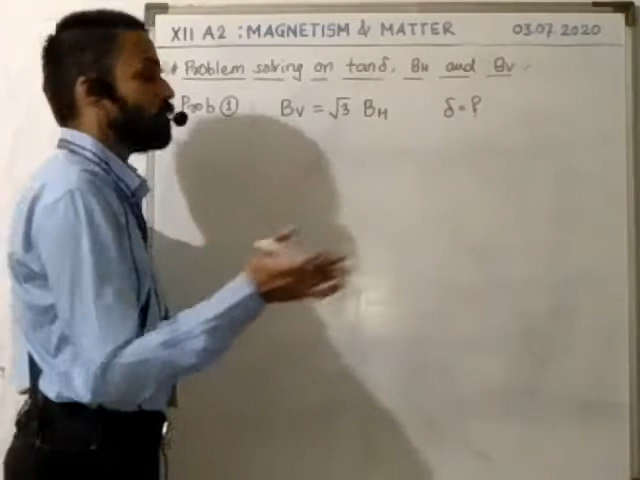 XII A2 : MAGNETISM & MATTER 03.07.2020
* Problem solving on tanδ, BH and BV
Prob ① BV = √3 BH δ = ?